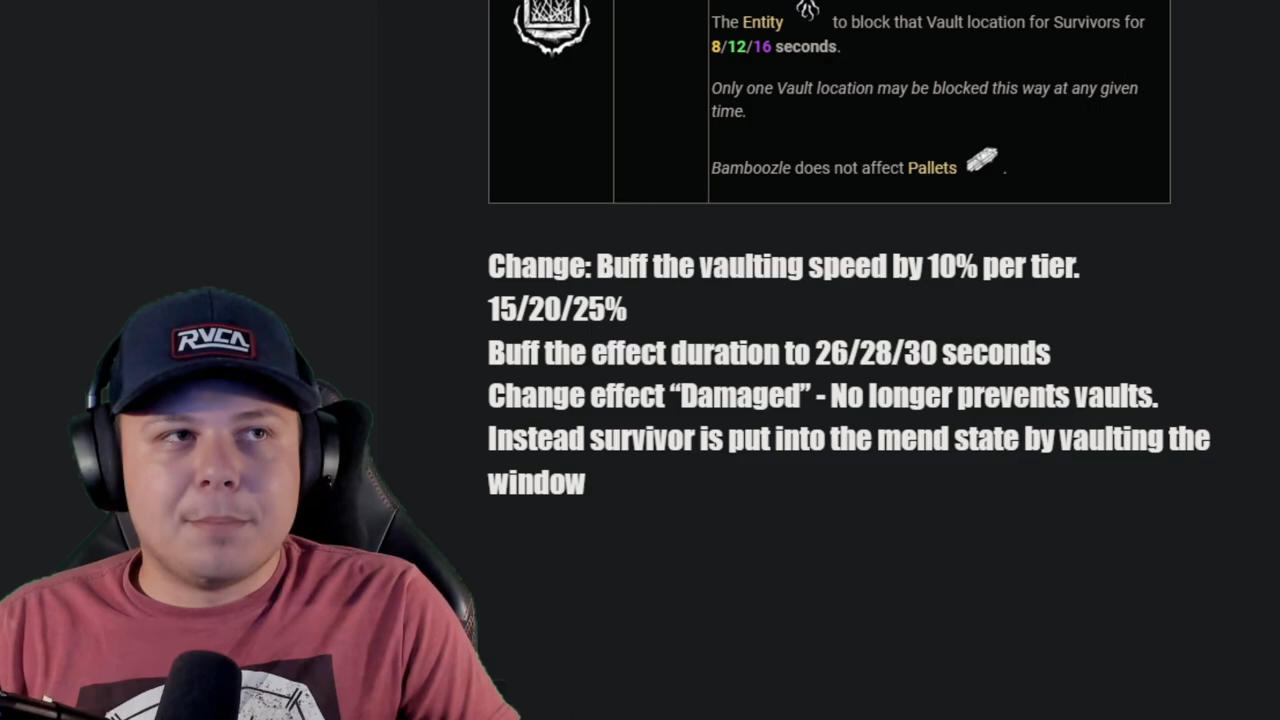 The Entity to block that Vault location for Survivors for
8/12/16 seconds.
Only one Vault location may be blocked this way at any given
time.
Bamboozle does not affect Pallets .
Change: Buff the vaulting speed by 10% per tier.
15/20/25%
Buff the effect duration to 26/28/30 seconds
Change effect “Damaged” - No longer prevents vaults.
Instead survivor is put into the mend state by vaulting the
window
RVCA